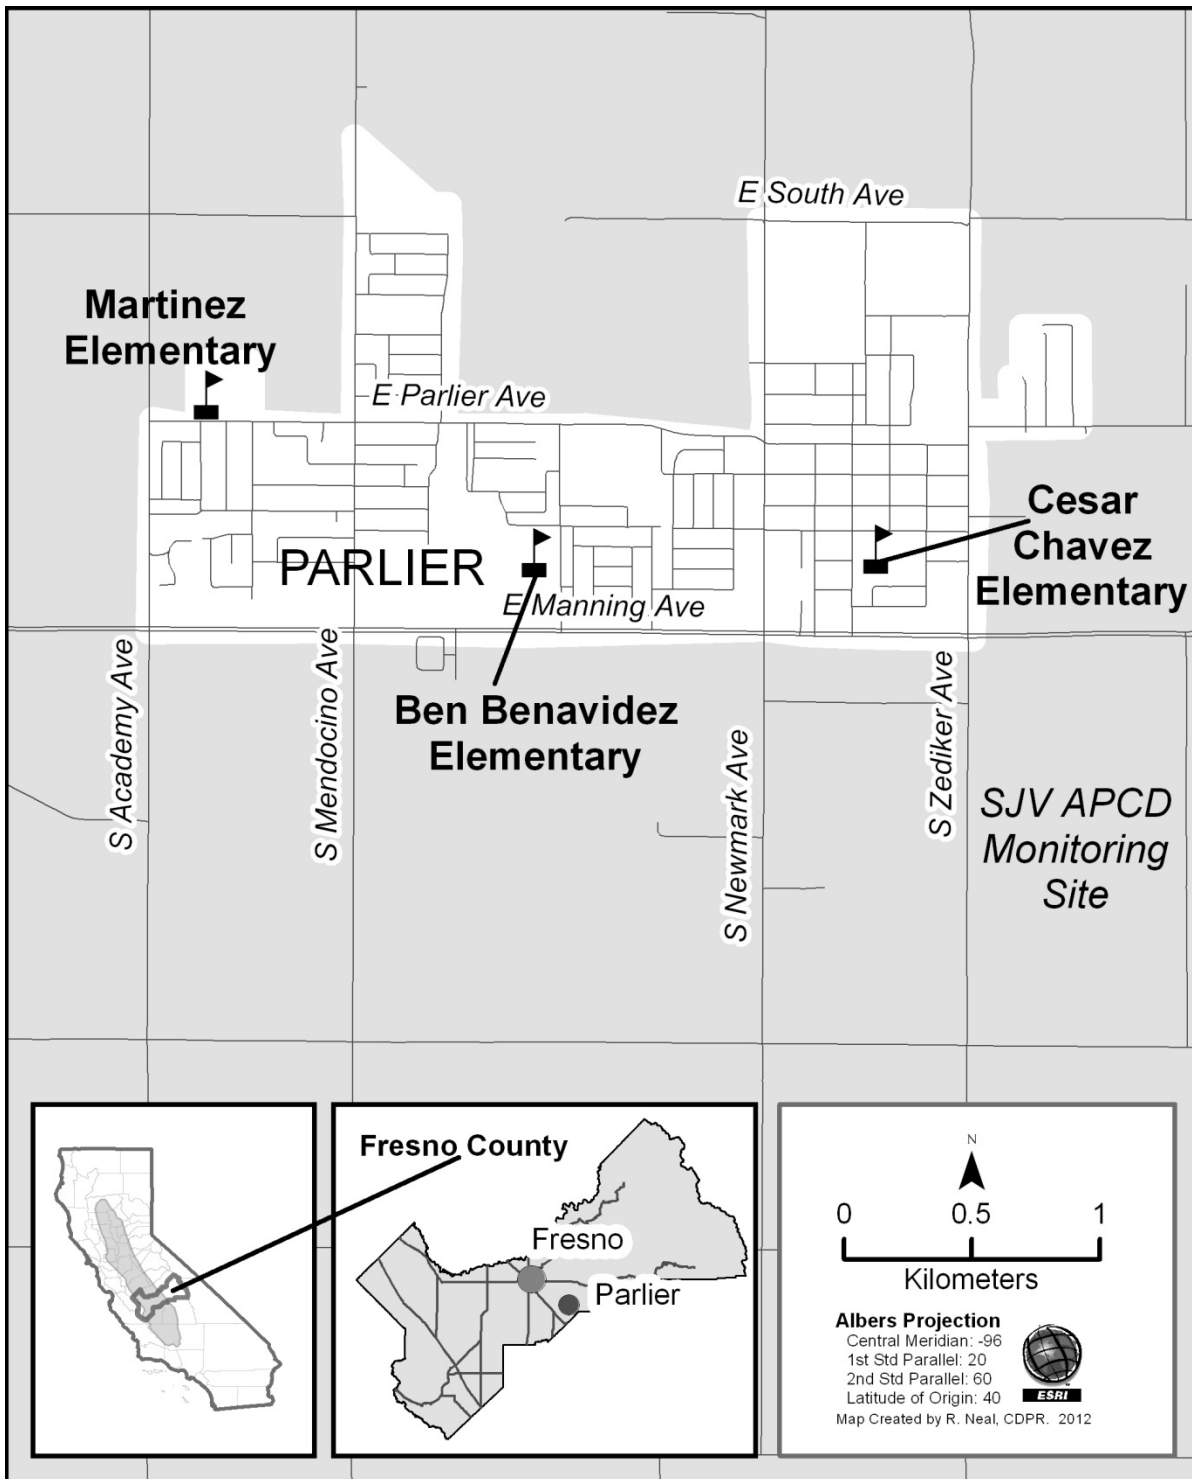 E South Ave
Martinez
Elementary
E Parlier Ave
Cesar
Chavez
Elementary
PARLIER
E Manning Ave
Ben Benavidez
Elementary
S Academy Ave
S Mendocino Ave
S Newmark Ave
S Zediker Ave
SJV APCD
Monitoring
Site
Fresno County
Fresno
Parlier
N
0 0.5 1
Kilometers
Albers Projection
Central Meridian: -96
1st Std Parallel: 20
2nd Std Parallel: 60
Latitude of Origin: 40
ESRI
Map Created by R. Neal, CDPR. 2012